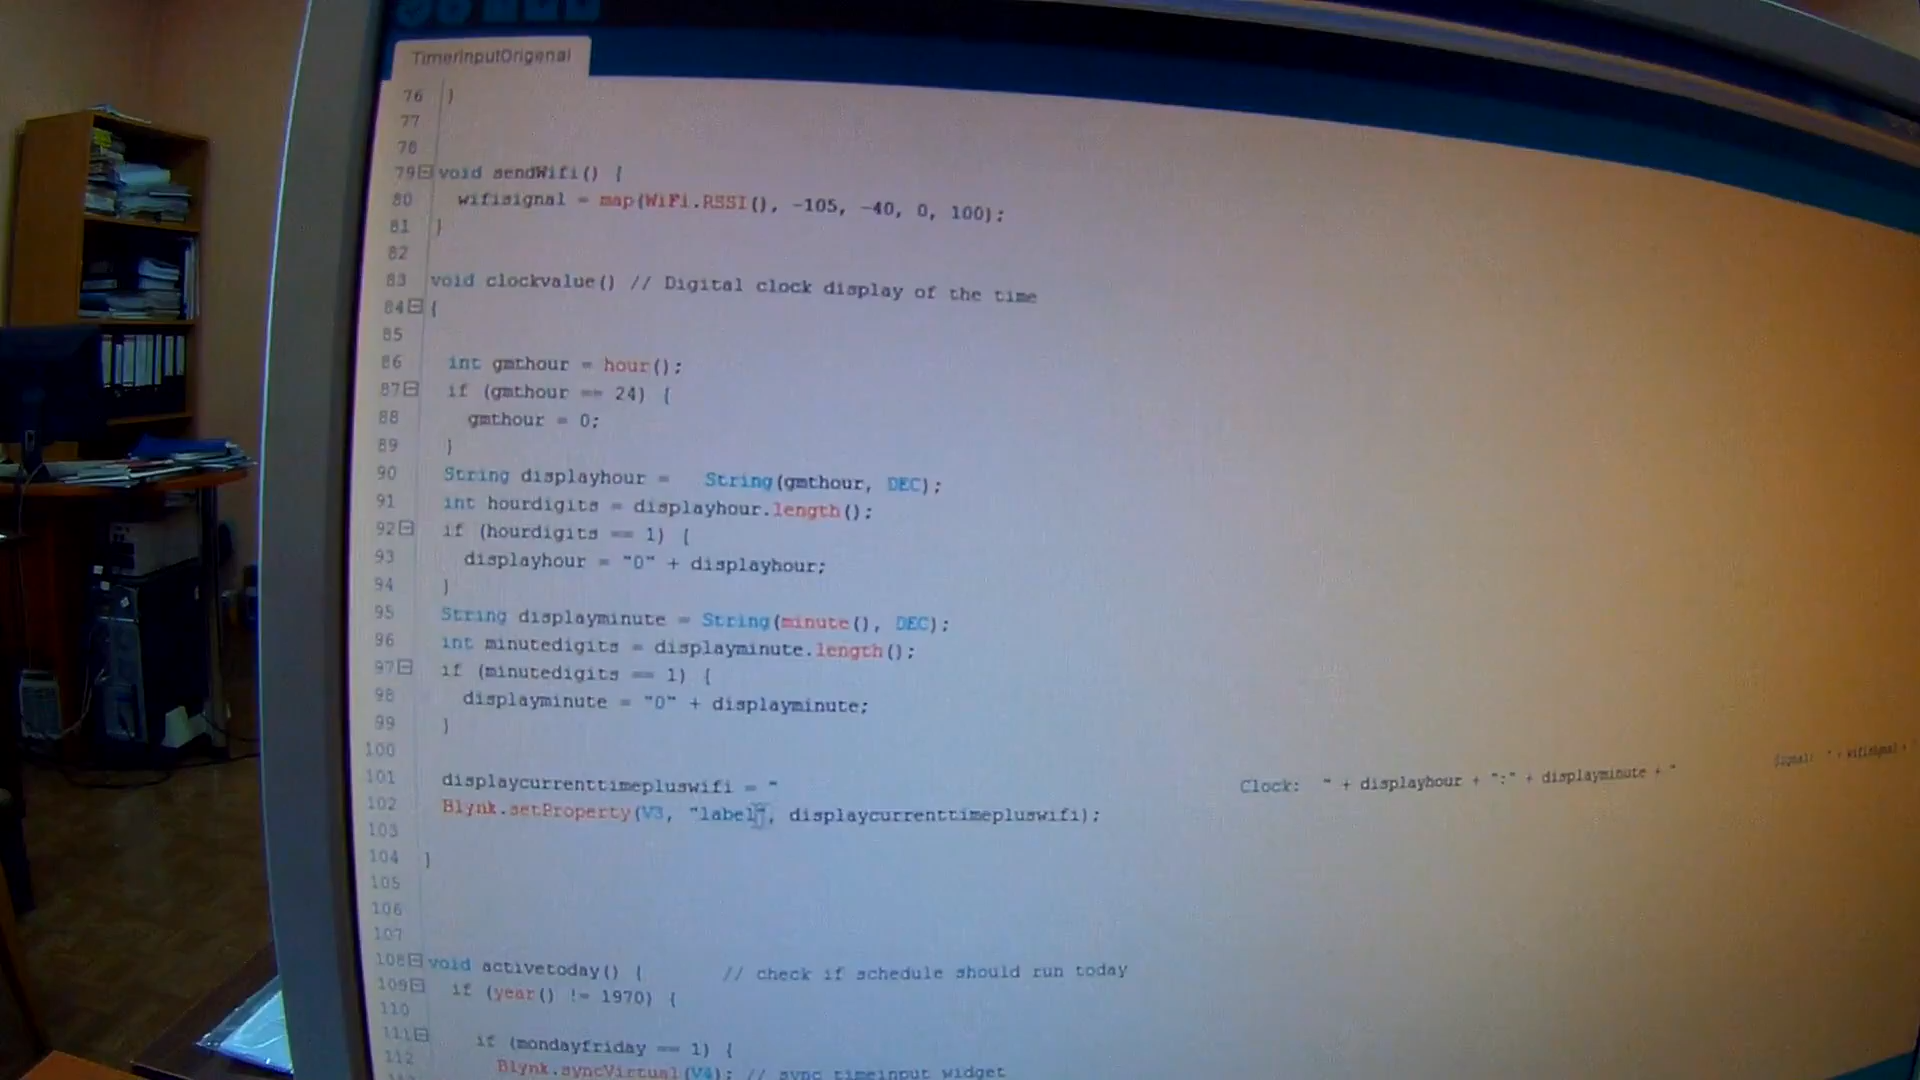 TimerInputOrigenal
76 }
77
78
79 void sendWifi() {
80 wifisignal = map(WiFi.RSSI(), -105, -40, 0, 100);
81 }
82
83 void clockvalue() // Digital clock display of the time
84 {
85
86 int gmthour = hour();
87 if (gmthour == 24) {
88 gmthour = 0;
89 }
90 String displayhour = String(gmthour, DEC);
91 int hourdigits = displayhour.length();
92 if (hourdigits == 1) {
93 displayhour = "0" + displayhour;
94 }
95 String displayminute = String(minute(), DEC);
96 int minutedigits = displayminute.length();
97 if (minutedigits == 1) {
98 displayminute = "0" + displayminute;
99 }
100
101 displaycurrenttimepluswifi = " Clock: " + displayhour + ":" + displayminute + " Signal: " + wifisignal +
102 Blynk.setProperty(V3, "label", displaycurrenttimepluswifi);
103
104 }
105
106
107
108 void activetoday() { // check if schedule should run today
109 if (year() != 1970) {
110
111 if (mondayfriday == 1) {
112 Blynk.syncVirtual(V4); // sync timeinput widget